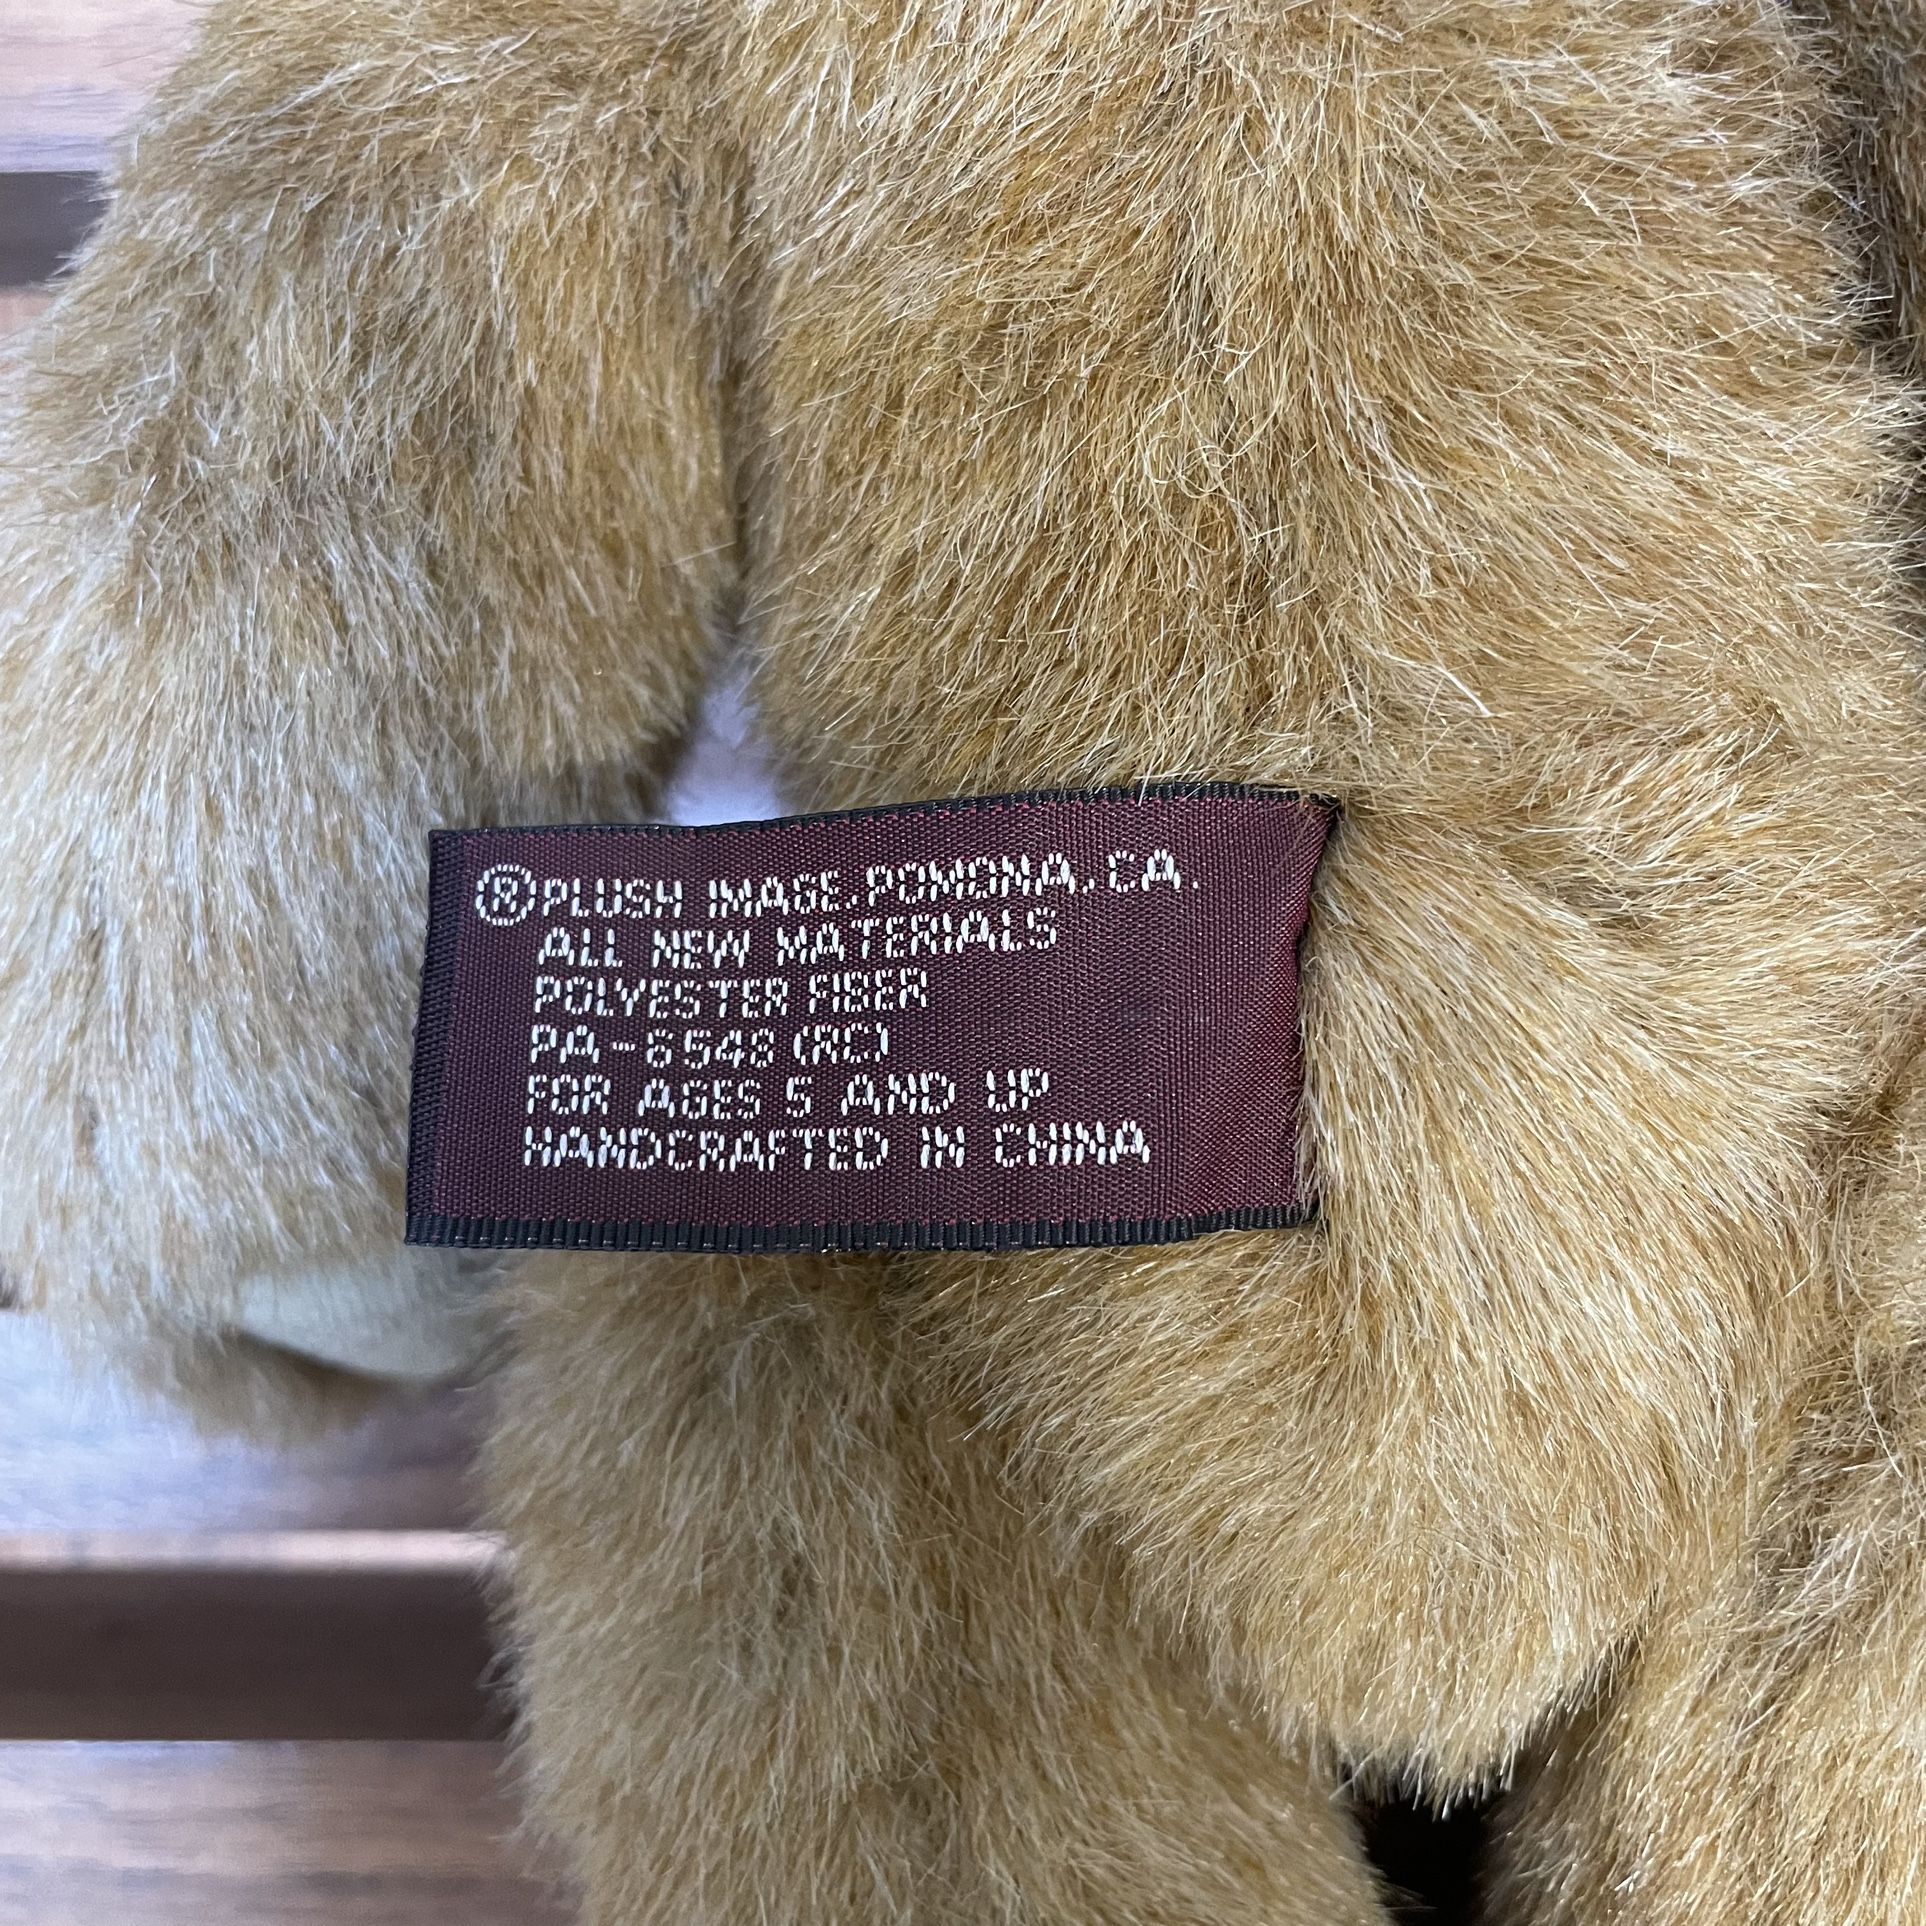 ®PLUSH IMAGE, POMONA, CA.
ALL NEW MATERIALS
POLYESTER FIBER
PA-6548 (RC)
FOR AGES 5 AND UP
HANDCRAFTED IN CHINA